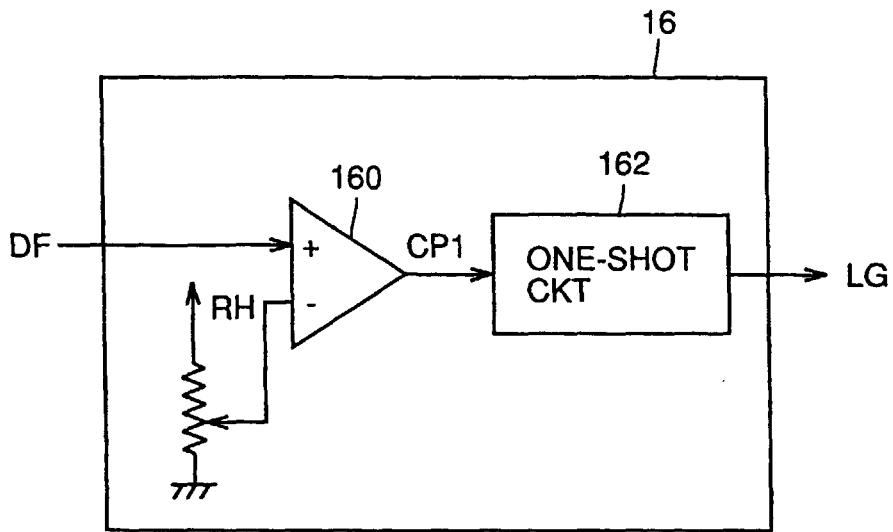 16
160
162
DF
+
CP1
ONE-SHOT
CKT
LG
RH
-